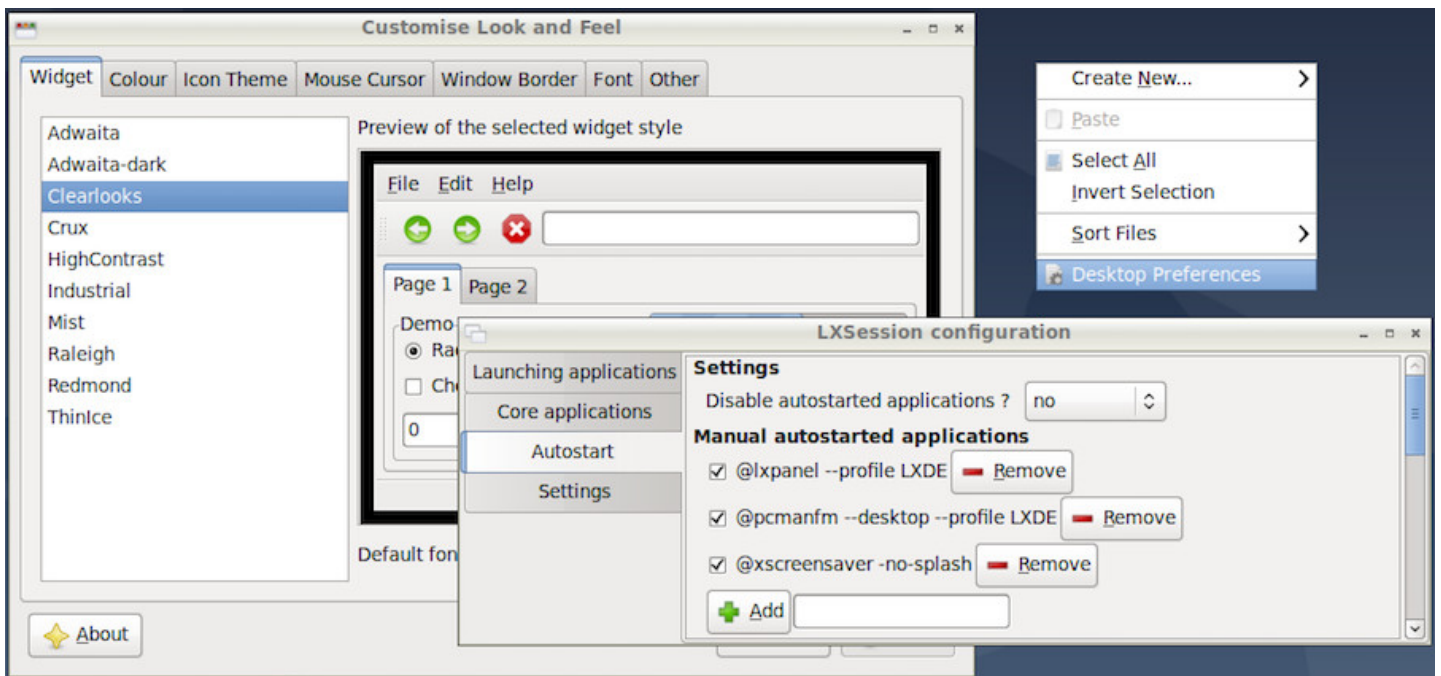 Customise Look and Feel
Widget Colour Icon Theme Mouse Cursor Window Border Font Other
Adwaita
Adwaita-dark
Clearlooks
Crux
HighContrast
Industrial
Mist
Raleigh
Redmond
ThinIce
Preview of the selected widget style
File Edit Help
Page 1 Page 2
Demo
0
Default fon
About
Create New...
Paste
Select All
Invert Selection
Sort Files
Desktop Preferences
LXSession configuration
Launching applications
Core applications
Autostart
Settings
Settings
Disable autostarted applications ? no
Manual autostarted applications
@lxpanel --profile LXDE Remove
@pcmanfm --desktop --profile LXDE Remove
@xscreensaver -no-splash Remove
Add